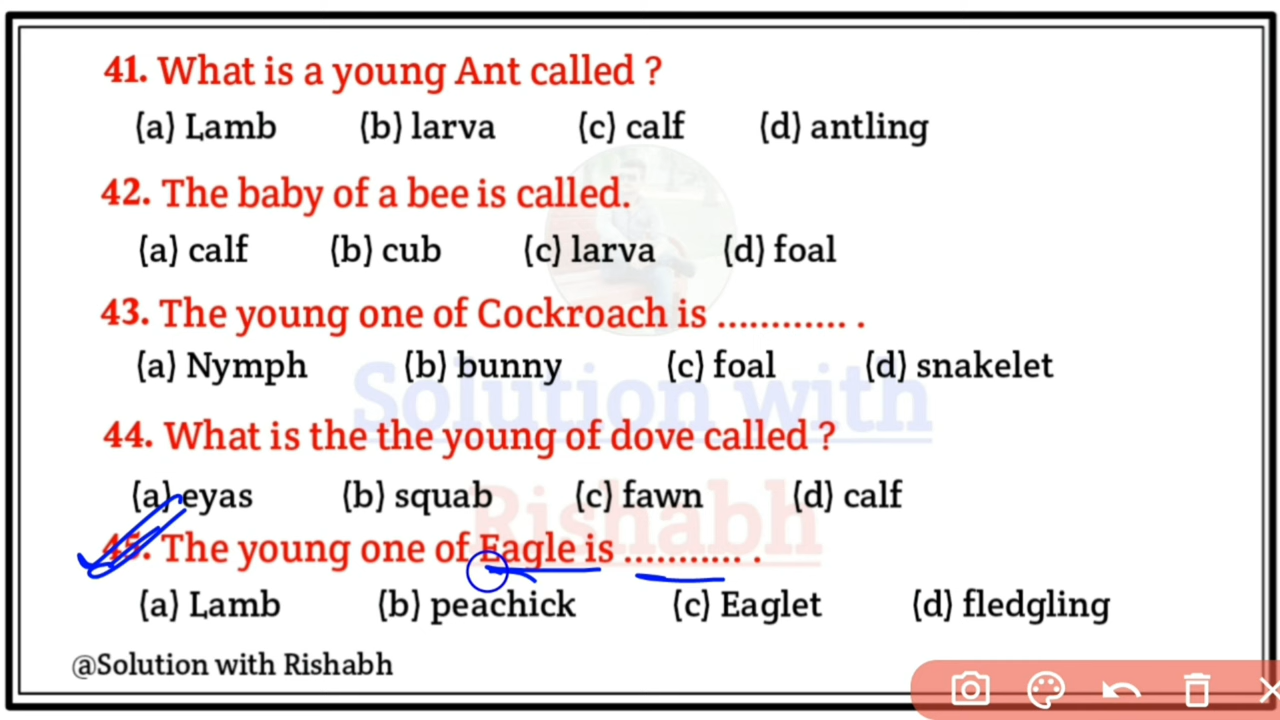 41. What is a young Ant called ?
(a) Lamb (b) larva (c) calf (d) antling
42. The baby of a bee is called.
(a) calf (b) cub (c) larva (d) foal
43. The young one of Cockroach is ............ .
(a) Nymph (b) bunny (c) foal (d) snakelet
Solution with
44. What is the the young of dove called ?
(a) eyas (b) squab (c) fawn (d) calf
Rishabh
45. The young one of Eagle is ........... .
(a) Lamb (b) peachick (c) Eaglet (d) fledgling
@Solution with Rishabh